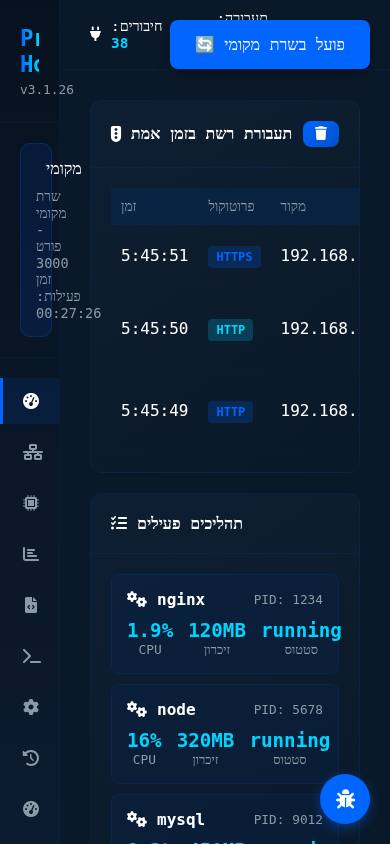 v3.1.26
מקומי
שרת
מקומי
-
פורט
3000
זמן
פעילות:
00:27:26
חיבורים:
38
פועל בשרת מקומי
תעבורת רשת בזמן אמת
זמן פרוטוקול מקור
5:45:51 HTTPS 192.168.
5:45:50 HTTP 192.168.
5:45:49 HTTP 192.168.
תהליכים פעילים
nginx PID: 1234
1.9% 120MB running
CPU זיכרון סטטוס
node PID: 5678
16% 320MB running
CPU זיכרון סטטוס
mysql PID: 9012